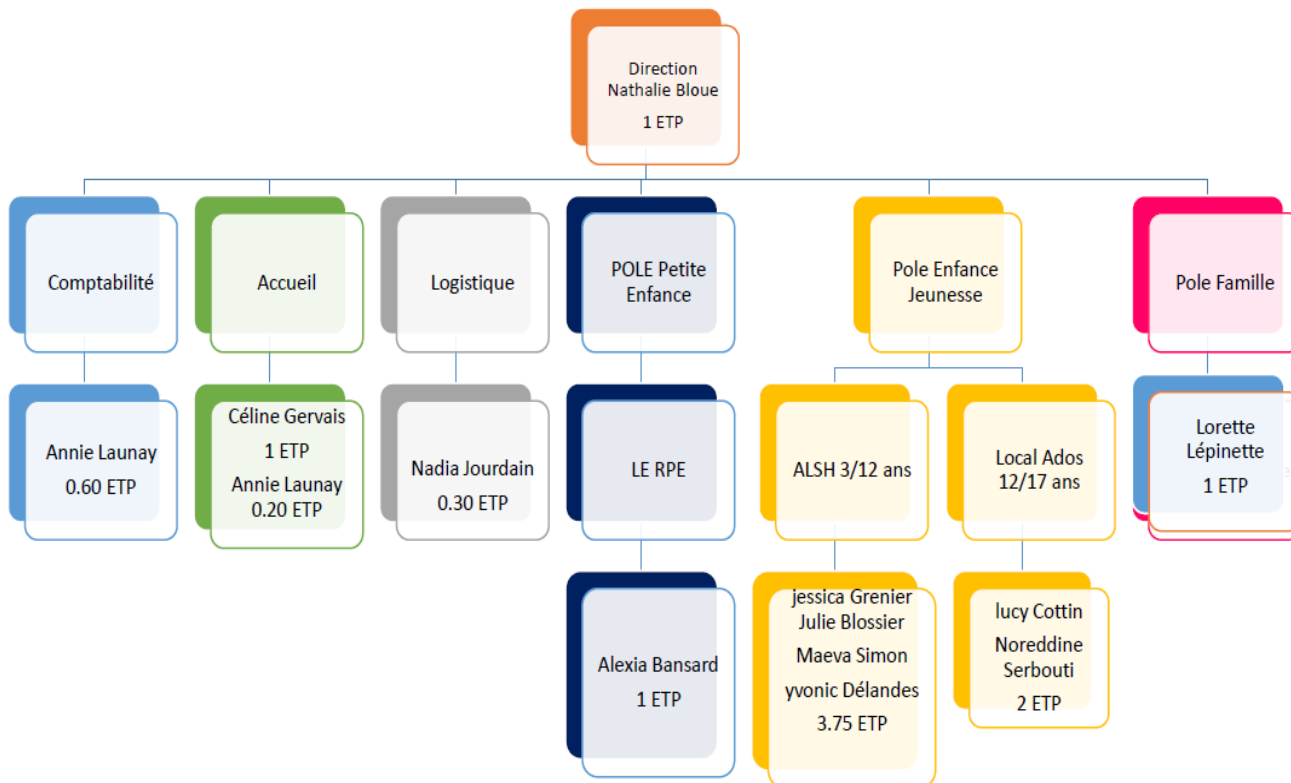 Direction
Nathalie Bloue
1 ETP
Comptabilité
Accueil
Logistique
POLE Petite
Enfance
Pole Enfance
Jeunesse
Pole Famille
Annie Launay
0.60 ETP
Céline Gervais
1 ETP
Annie Launay
0.20 ETP
Nadia Jourdain
0.30 ETP
LE RPE
ALSH 3/12 ans
Local Ados
12/17 ans
Lorette
Lépinette
1 ETP
Alexia Bansard
1 ETP
jessica Grenier
Julie Blossier
Maeva Simon
yvonic Délandes
3.75 ETP
lucy Cottin
Noreddine
Serbouti
2 ETP